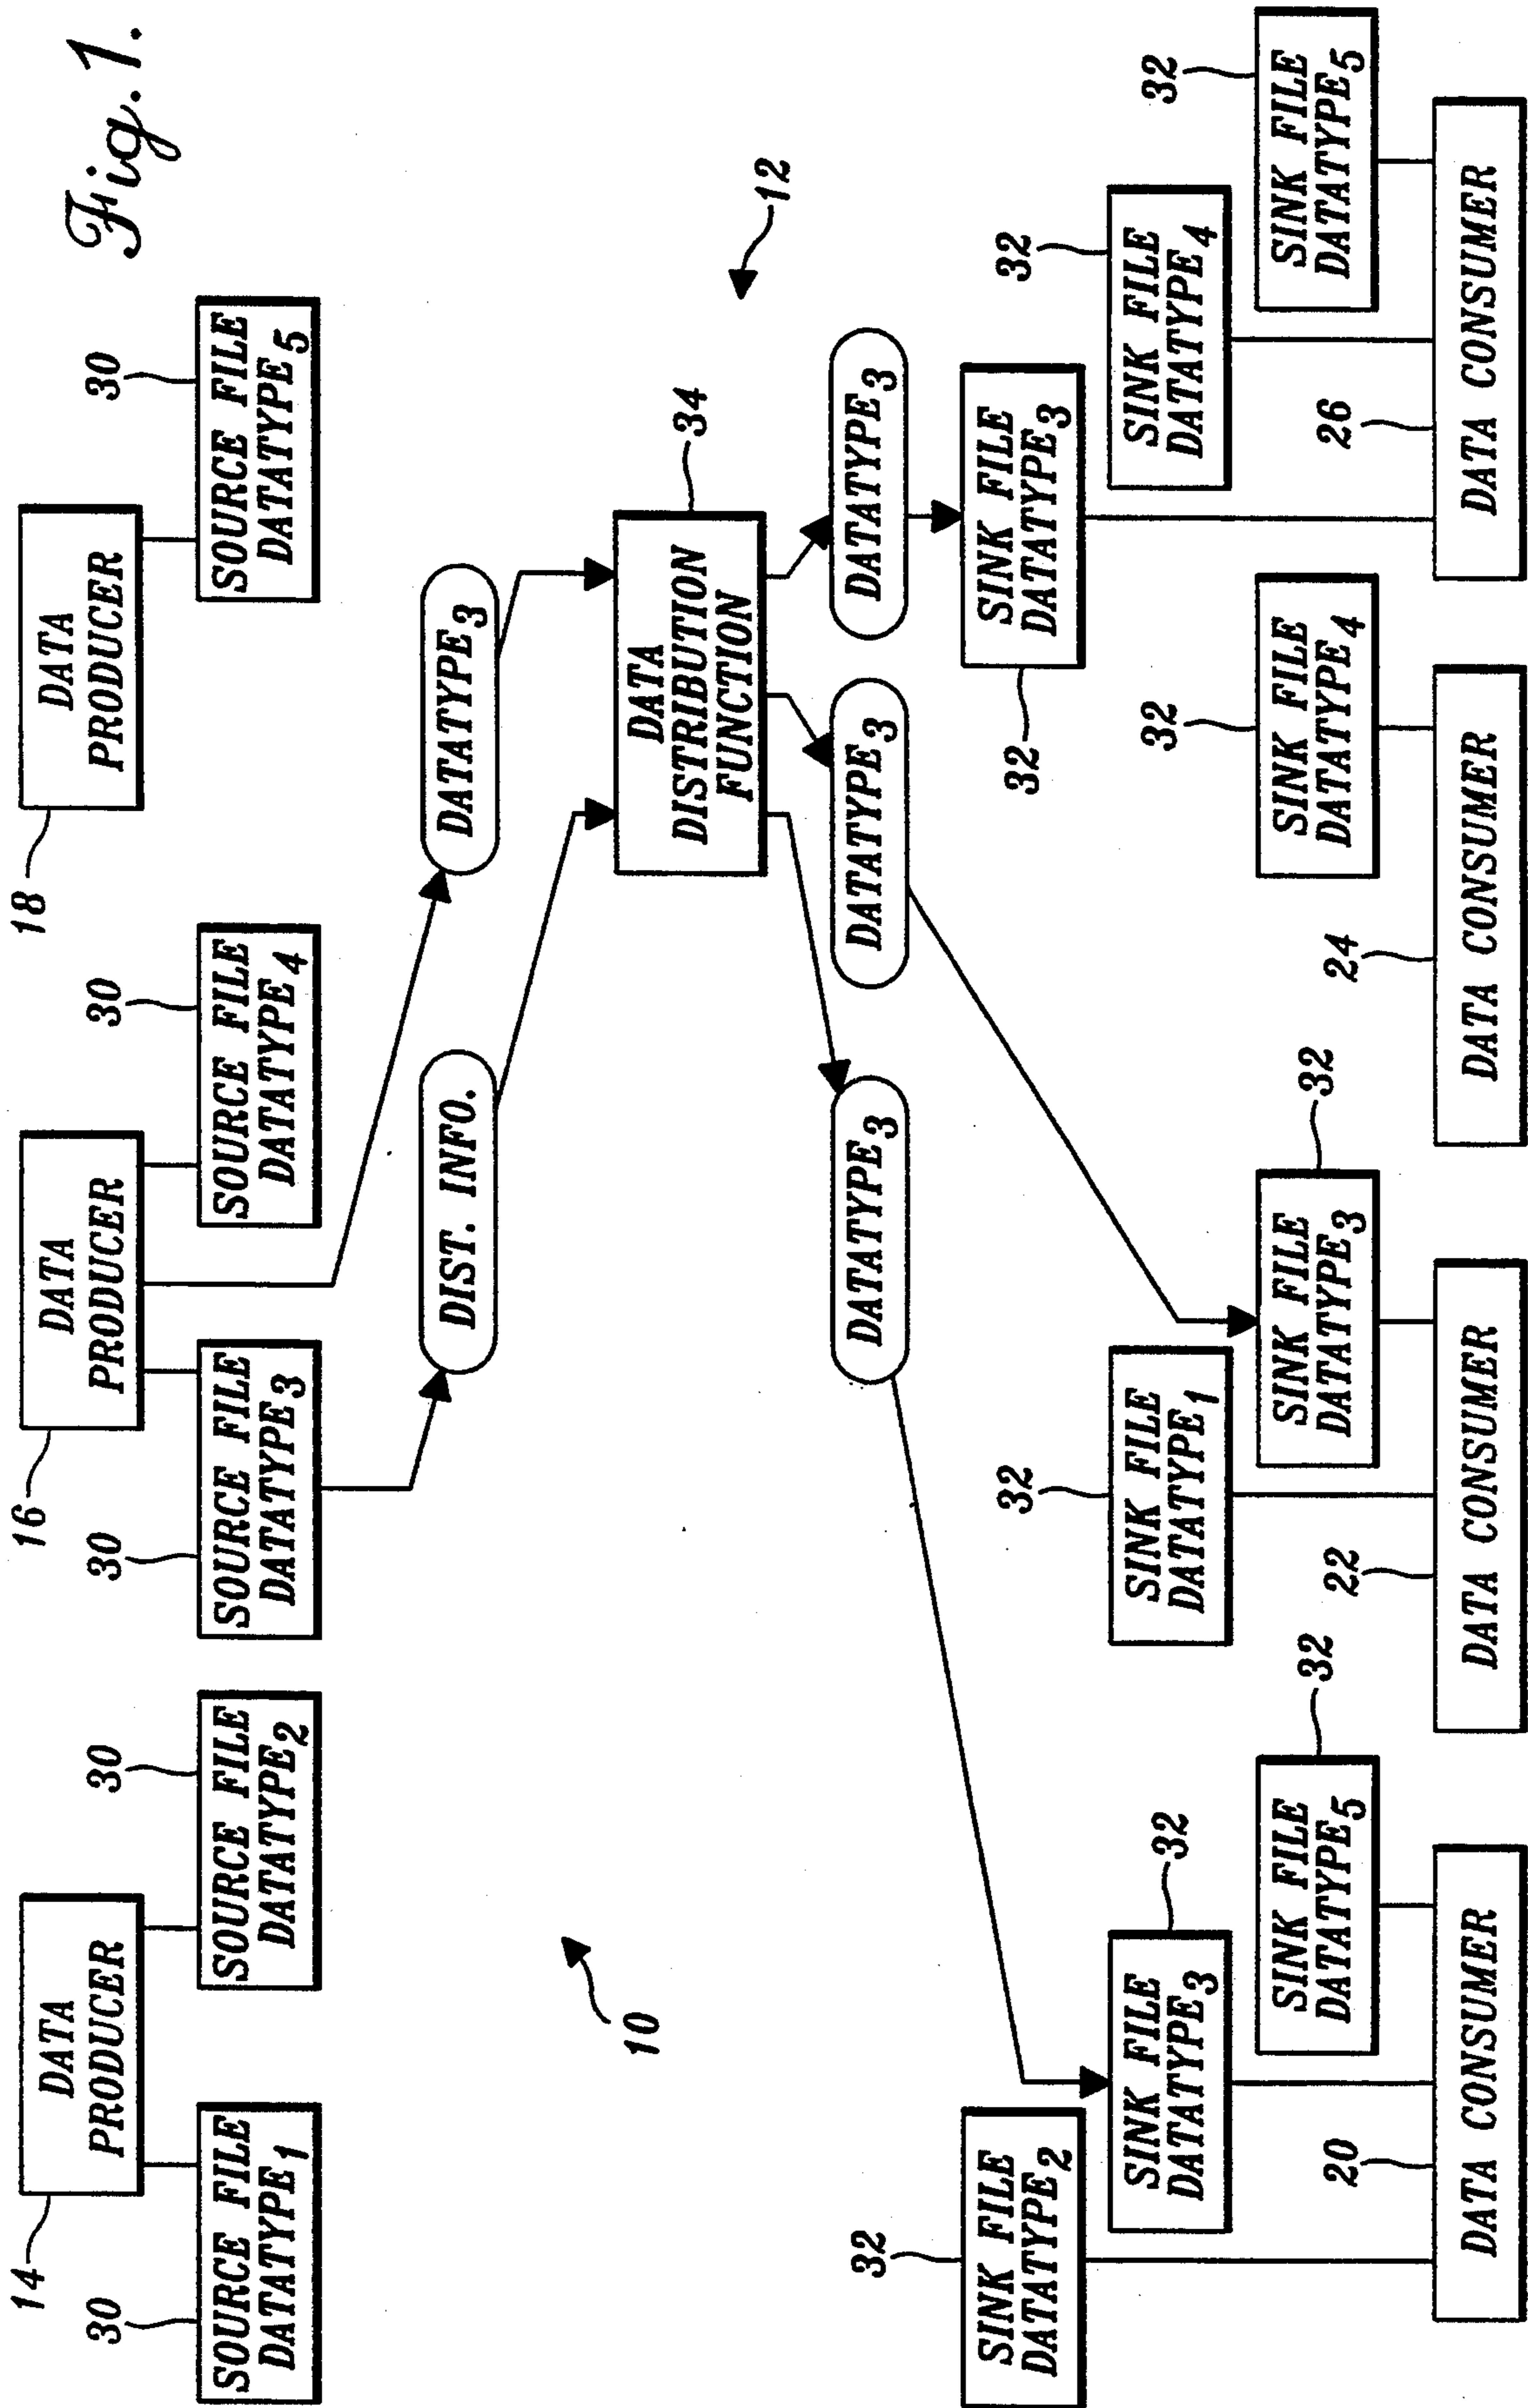 Fig. 1.
14
DATA
PRODUCER
16
DATA
PRODUCER
18
DATA
PRODUCER
30
SOURCE FILE
DATATYPE1
30
SOURCE FILE
DATATYPE2
30
SOURCE FILE
DATATYPE3
30
SOURCE FILE
DATATYPE4
30
SOURCE FILE
DATATYPE5
DIST. INFO.
DATATYPE3
10
34
DATA
DISTRIBUTION
FUNCTION
12
DATATYPE3
DATATYPE3
DATATYPE3
32
SINK FILE
DATATYPE2
32
SINK FILE
DATATYPE3
32
SINK FILE
DATATYPE5
20
DATA CONSUMER
32
SINK FILE
DATATYPE1
32
SINK FILE
DATATYPE3
22
DATA CONSUMER
32
SINK FILE
DATATYPE4
24
DATA CONSUMER
32
SINK FILE
DATATYPE3
32
SINK FILE
DATATYPE4
32
SINK FILE
DATATYPE5
26
DATA CONSUMER